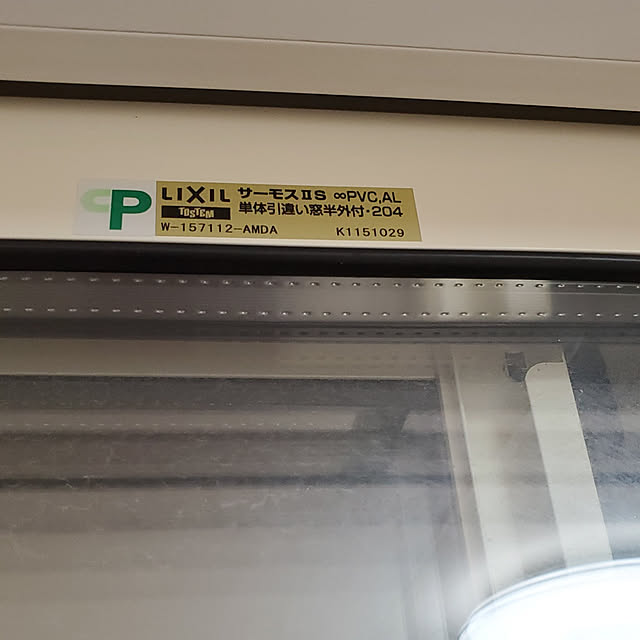 CP LIXIL サーモスⅡS ∞PVC,AL
TOSTEM 単体引違い窓半外付・204
W-157112-AMDA K1151029